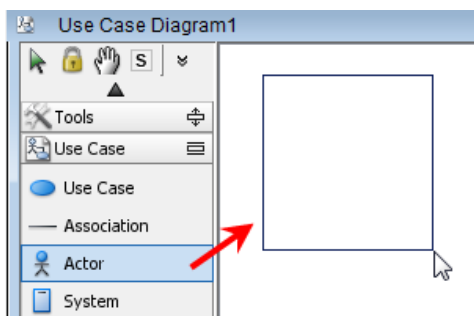 Use Case Diagram1
S
Tools
Use Case
Use Case
Association
Actor
System